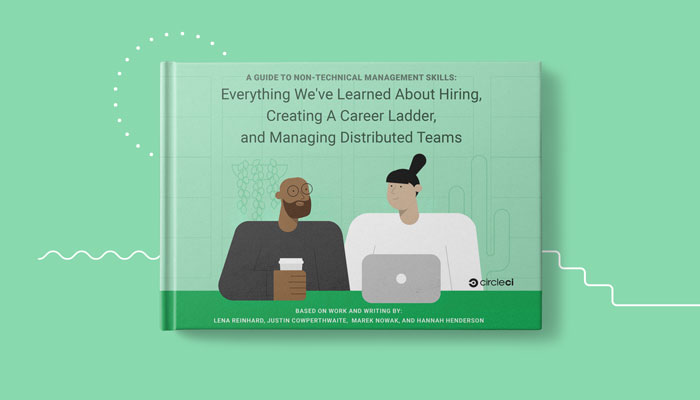 A GUIDE TO NON-TECHNICAL MANAGEMENT SKILLS:
Everything We've Learned About Hiring,
Creating A Career Ladder,
and Managing Distributed Teams
circleci
BASED ON WORK AND WRITING BY:
LENA REINHARD, JUSTIN COWPERTHWAITE, MAREK NOWAK, AND HANNAH HENDERSON